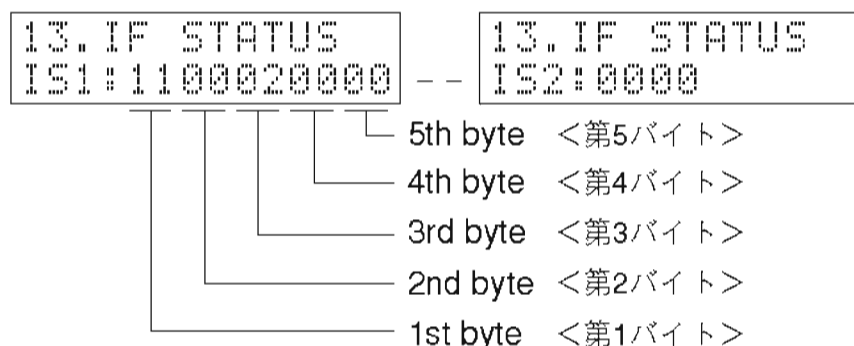 13.IF STATUS
IS1:1100020000
13.IF STATUS
IS2:0000
5th byte <第5バイト>
4th byte <第4バイト>
3rd byte <第3バイト>
2nd byte <第2バイト>
1st byte <第1バイト>